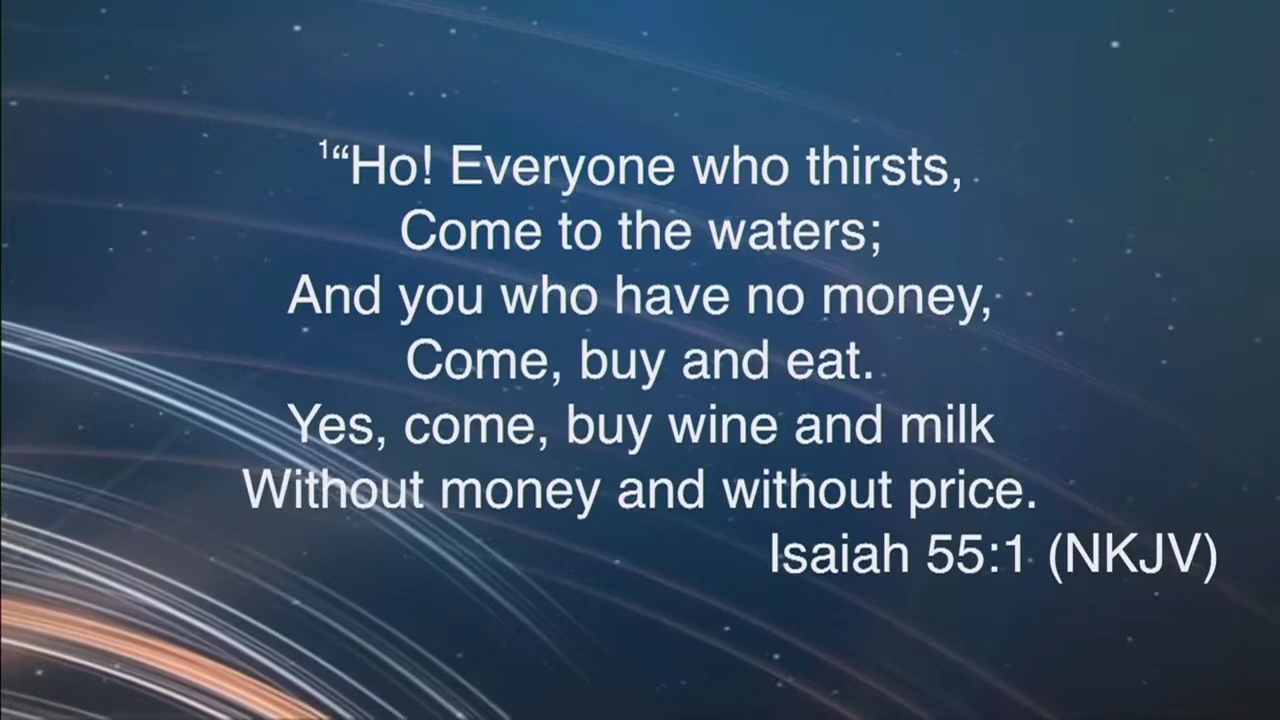 ¹“Ho! Everyone who thirsts,
Come to the waters;
And you who have no money,
Come, buy and eat.
Yes, come, buy wine and milk
Without money and without price.
Isaiah 55:1 (NKJV)